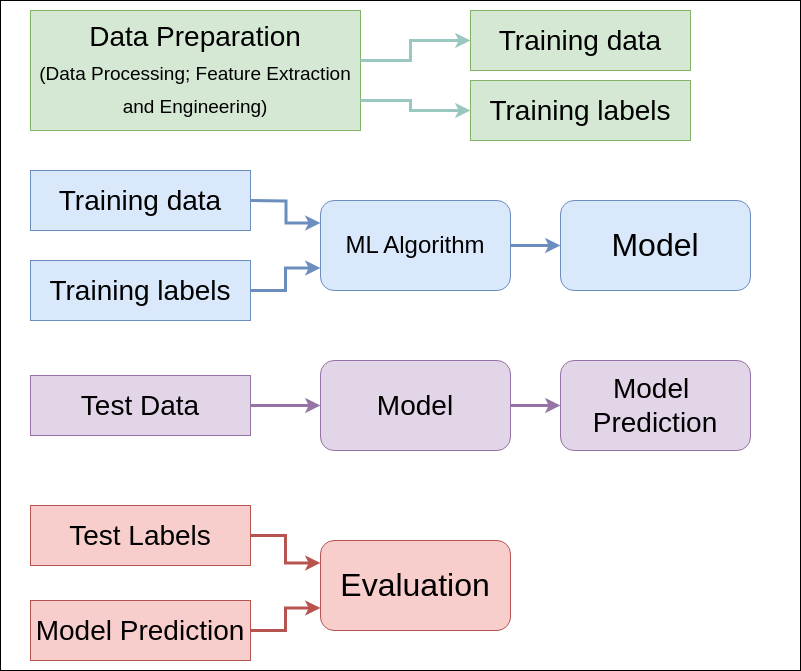 Data Preparation
(Data Processing; Feature Extraction
and Engineering)
Training data
Training labels
Training data
Training labels
ML Algorithm
Model
Test Data
Model
Model
Prediction
Test Labels
Model Prediction
Evaluation